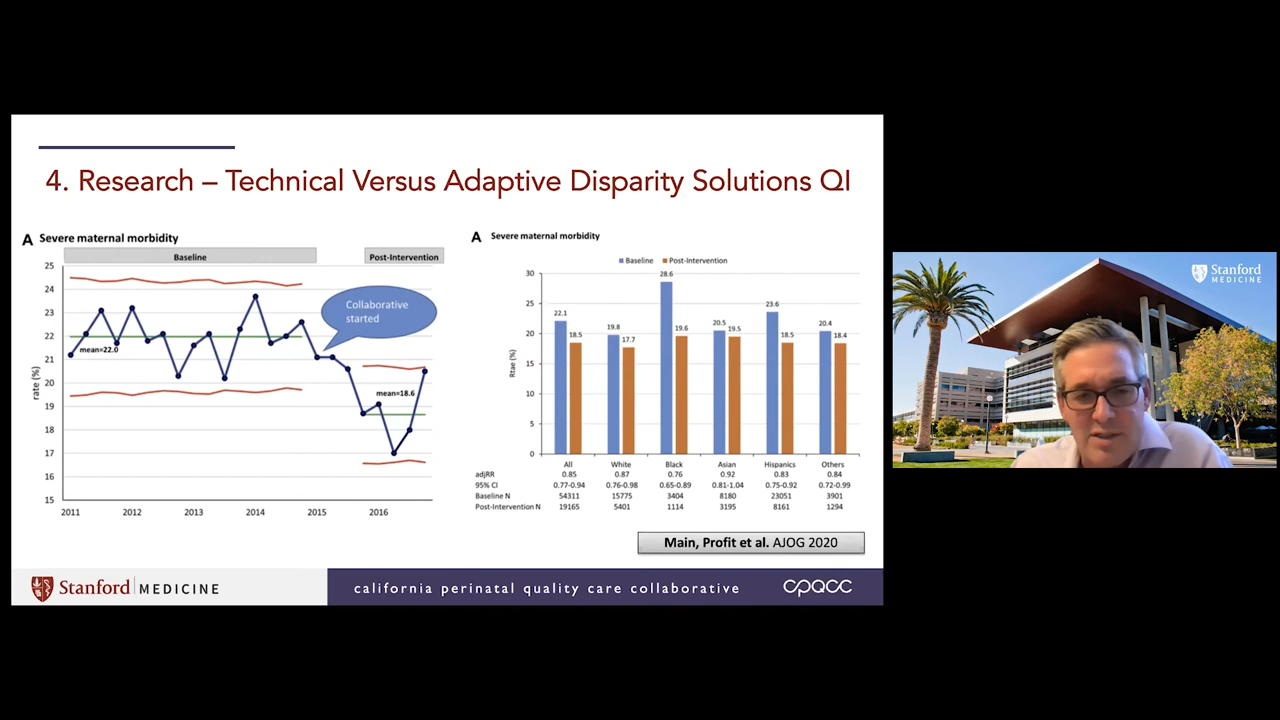 4. Research – Technical Versus Adaptive Disparity Solutions QI
A Severe maternal morbidity
Baseline
Post-Intervention
25
24
23
22
21
20
19
18
17
16
15
rate (%)
mean=22.0
Collaborative
started
mean=18.6
2011 2012 2013 2014 2015 2016
A Severe maternal morbidity
Baseline Post-Intervention
30
25
20
15
10
5
0
Rtae (%)
22.1 18.5 19.8 17.7 28.6 19.6 20.5 19.5 23.6 18.5 20.4 18.4
All White Black Asian Hispanics Others
adjRR 0.85 0.87 0.76 0.92 0.83 0.84
95% CI 0.77-0.94 0.76-0.98 0.65-0.89 0.81-1.04 0.75-0.92 0.72-0.99
Baseline N 54311 15775 3404 8180 23051 3901
Post-Intervention N 19165 5401 1114 3195 8161 1294
Main, Profit et al. AJOG 2020
Stanford MEDICINE
california perinatal quality care collaborative
cpqcc
Stanford
MEDICINE